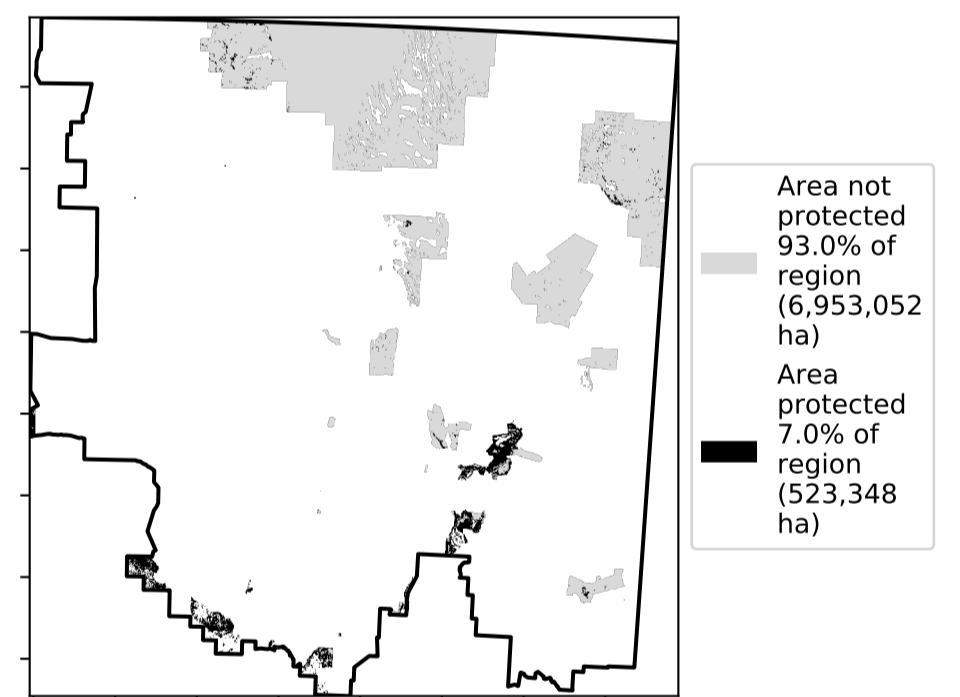 Area not
protected
93.0% of
region
(6,953,052
ha)
Area
protected
7.0% of
region
(523,348
ha)